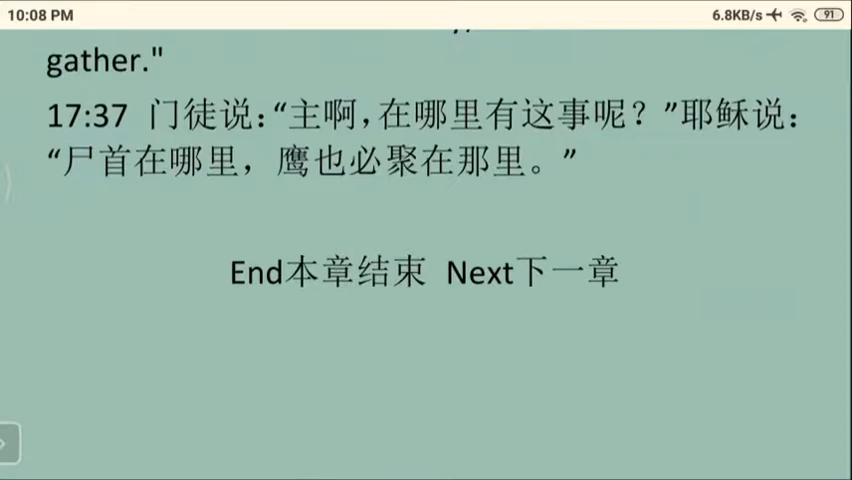 10:08 PM 6.8KB/s 91
gather."
17:37 门徒说：“主啊，在哪里有这事呢？”耶稣说：
“尸首在哪里，鹰也必聚在那里。”
End本章结束 Next下一章